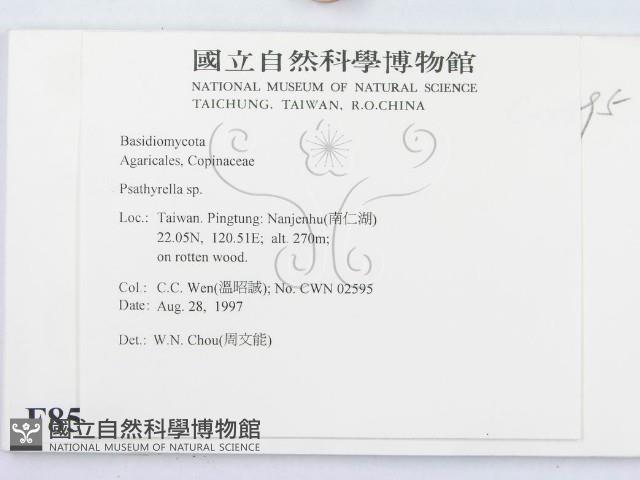 國立自然科學博物館
NATIONAL MUSEUM OF NATURAL SCIENCE
TAICHUNG. TAIWAN, R.O.CHINA
95
Basidiomycota
Agaricales, Copinaceae
Psathyrella sp.
Loc.: Taiwan. Pingtung: Nanjenhu(南仁湖)
22.05N, 120.51E; alt. 270m;
on rotten wood.
Col.: C.C. Wen(溫昭誠); No. CWN 02595
Date: Aug. 28, 1997
Det.: W.N. Chou(周文能)
F85
國立自然科學博物館
NATIONAL MUSEUM OF NATURAL SCIENCE